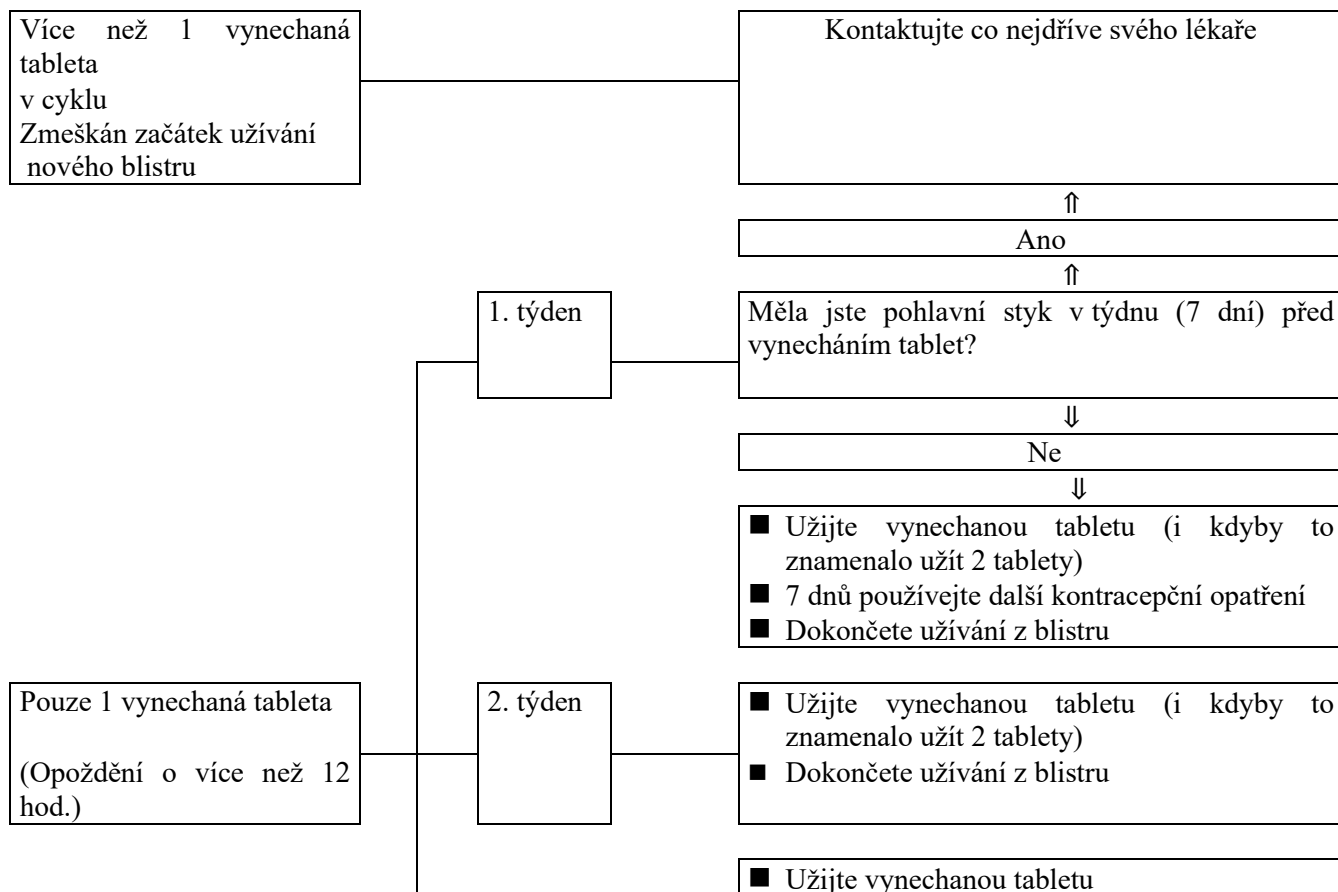 Více než 1 vynechaná
tableta
v cyklu
Zmeškán začátek užívání
nového blistru
Kontaktujte co nejdříve svého lékaře
⇑
Ano
⇑
1. týden
Měla jste pohlavní styk v týdnu (7 dní) před
vynecháním tablet?
⇓
Ne
⇓
■ Užijte vynechanou tabletu (i kdyby to
znamenalo užít 2 tablety)
■ 7 dnů používejte další kontracepční opatření
■ Dokončete užívání z blistru
Pouze 1 vynechaná tableta
(Opoždění o více než 12
hod.)
2. týden
■ Užijte vynechanou tabletu (i kdyby to
znamenalo užít 2 tablety)
■ Dokončete užívání z blistru
■ Užijte vynechanou tabletu